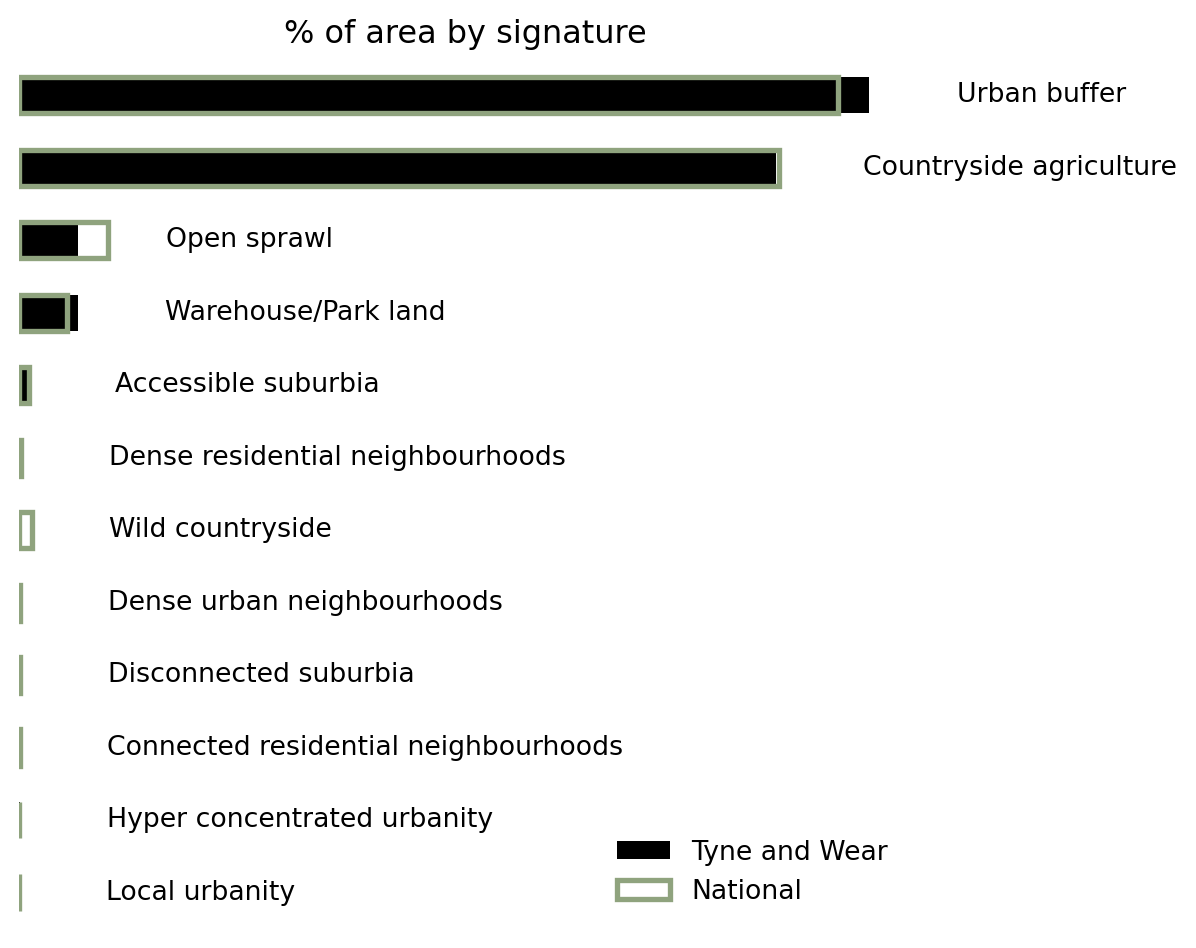 % of area by signature
Urban buffer
Countryside agriculture
Open sprawl
Warehouse/Park land
Accessible suburbia
Dense residential neighbourhoods
Wild countryside
Dense urban neighbourhoods
Disconnected suburbia
Connected residential neighbourhoods
Hyper concentrated urbanity
Local urbanity
Tyne and Wear
National